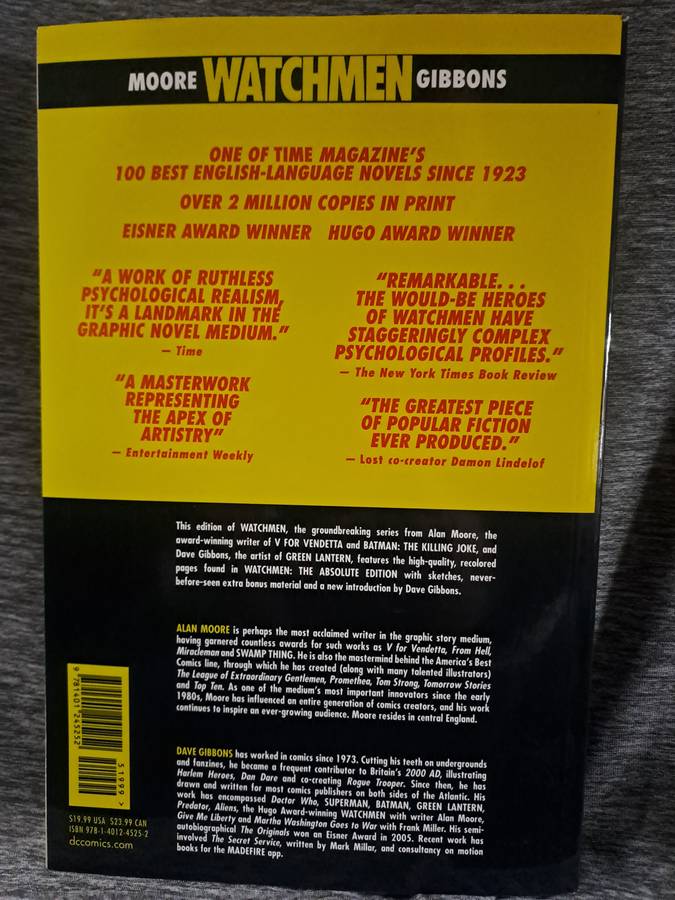 MOORE WATCHMEN GIBBONS
ONE OF TIME MAGAZINE'S
100 BEST ENGLISH-LANGUAGE NOVELS SINCE 1923
OVER 2 MILLION COPIES IN PRINT
EISNER AWARD WINNER HUGO AWARD WINNER
"A WORK OF RUTHLESS
PSYCHOLOGICAL REALISM,
IT'S A LANDMARK IN THE
GRAPHIC NOVEL MEDIUM."
– Time
"A MASTERWORK
REPRESENTING
THE APEX OF
ARTISTRY"
– Entertainment Weekly
"REMARKABLE. . .
THE WOULD-BE HEROES
OF WATCHMEN HAVE
STAGGERINGLY COMPLEX
PSYCHOLOGICAL PROFILES."
– The New York Times Book Review
"THE GREATEST PIECE
OF POPULAR FICTION
EVER PRODUCED."
– Lost co-creator Damon Lindelof
This edition of WATCHMEN, the groundbreaking series from Alan Moore, the
award-winning writer of V FOR VENDETTA and BATMAN: THE KILLING JOKE, and
Dave Gibbons, the artist of GREEN LANTERN, features the high-quality, recolored
pages found in WATCHMEN: THE ABSOLUTE EDITION with sketches, never-
before-seen extra bonus material and a new introduction by Dave Gibbons.
ALAN MOORE is perhaps the most acclaimed writer in the graphic story medium,
having garnered countless awards for such works as V for Vendetta, From Hell,
Miracleman and SWAMP THING. He is also the mastermind behind the America's Best
Comics line, through which he has created (along with many talented illustrators)
The League of Extraordinary Gentlemen, Promethea, Tom Strong, Tomorrow Stories
and Top Ten. As one of the medium's most important innovators since the early
1980s, Moore has influenced an entire generation of comics creators, and his work
continues to inspire an ever-growing audience. Moore resides in central England.
DAVE GIBBONS has worked in comics since 1973. Cutting his teeth on undergrounds
and fanzines, he became a frequent contributor to Britain's 2000 AD, illustrating
Harlem Heroes, Dan Dare and co-creating Rogue Trooper. Since then, he has
drawn and written for most comics publishers on both sides of the Atlantic. His
work has encompassed Doctor Who, SUPERMAN, BATMAN, GREEN LANTERN,
Predator, Aliens, the Hugo Award-winning WATCHMEN with writer Alan Moore,
Give Me Liberty and Martha Washington Goes to War with Frank Miller. His semi-
autobiographical The Originals won an Eisner Award in 2005. Recent work has
involved The Secret Service, written by Mark Millar, and consultancy on motion
books for the MADEFIRE app.
9 781401 245252
51999 >
$19.99 USA $23.99 CAN
ISBN 978-1-4012-4525-2
dccomics.com